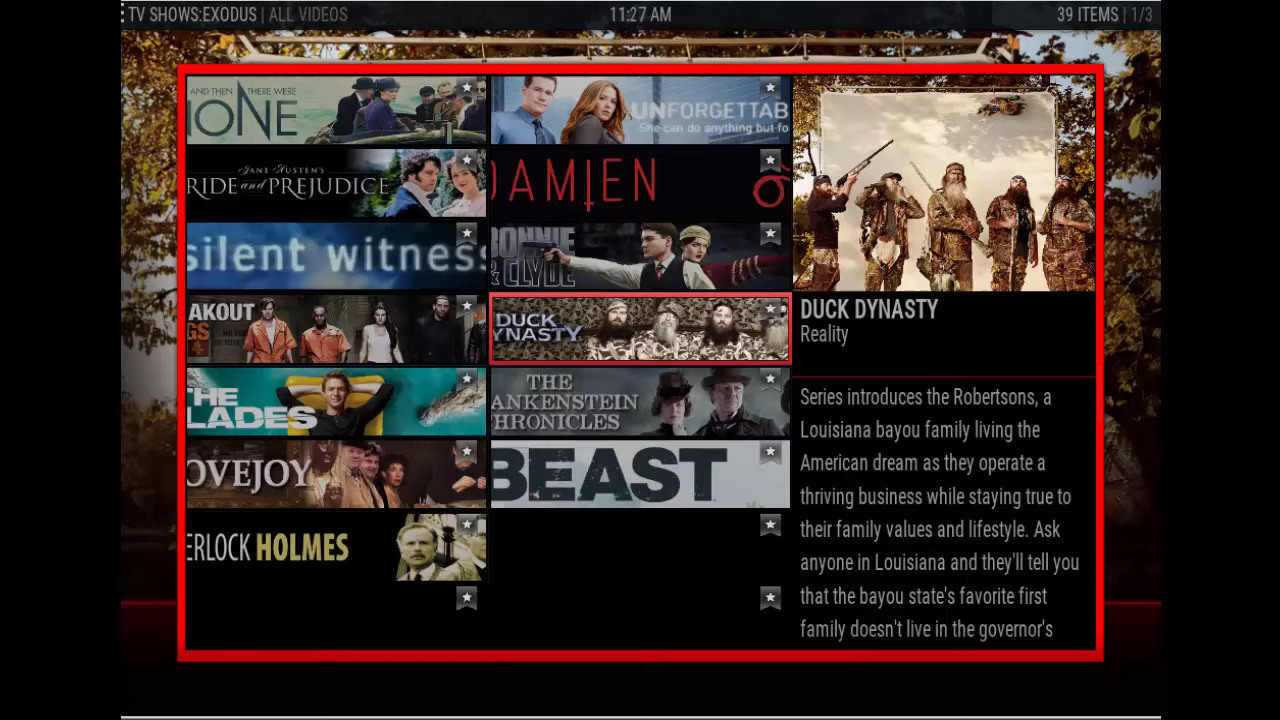 TV SHOWS:EXODUS | ALL VIDEOS
11:27 AM
39 ITEMS | 1/3
AND THEN THERE WERE
NONE
JANE AUSTEN'S
RIDE and PREJUDICE
silent witness
AKOUT
GS
THE
LADES
OVEJOY
ERLOCK HOLMES
UNFORGETTAB
She can do anything but fo
DAMIEN
BONNIE
& CLYDE
DUCK
YNASTY
THE
ANKENSTEIN
HRONICLES
BEAST
DUCK DYNASTY
Reality
Series introduces the Robertsons, a
Louisiana bayou family living the
American dream as they operate a
thriving business while staying true to
their family values and lifestyle. Ask
anyone in Louisiana and they'll tell you
that the bayou state's favorite first
family doesn't live in the governor's